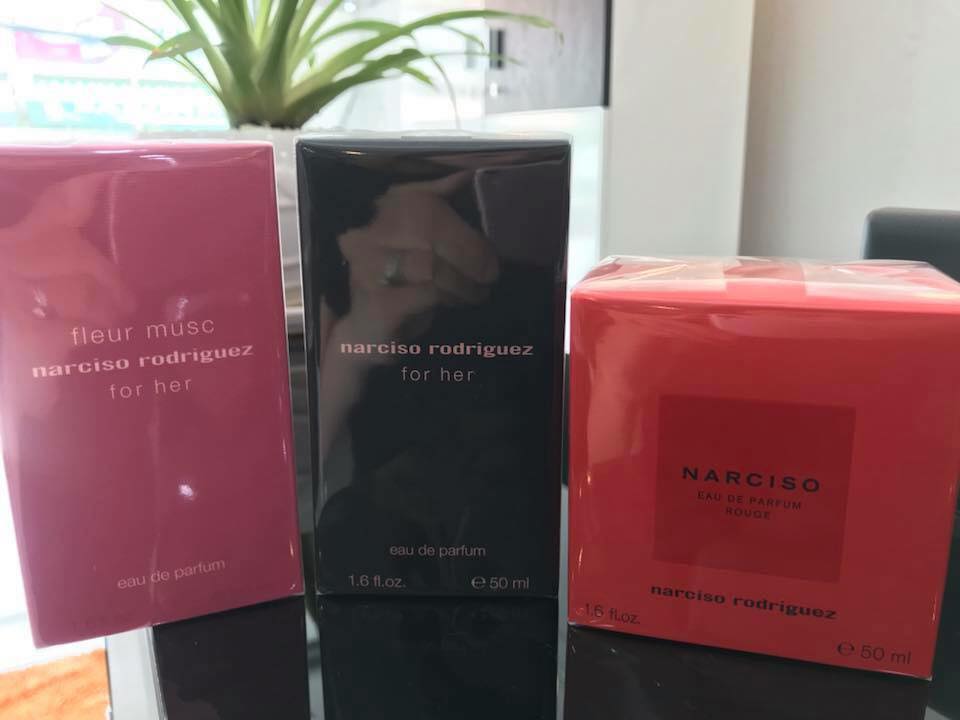 fleur musc
narciso rodriguez
for her
eau de parfum
narciso rodriguez
for her
eau de parfum
1.6 fl.oz.
℮ 50 ml
NARCISO
EAU DE PARFUM
ROUGE
narciso rodriguez
1.6 fl.oz.
℮ 50 ml